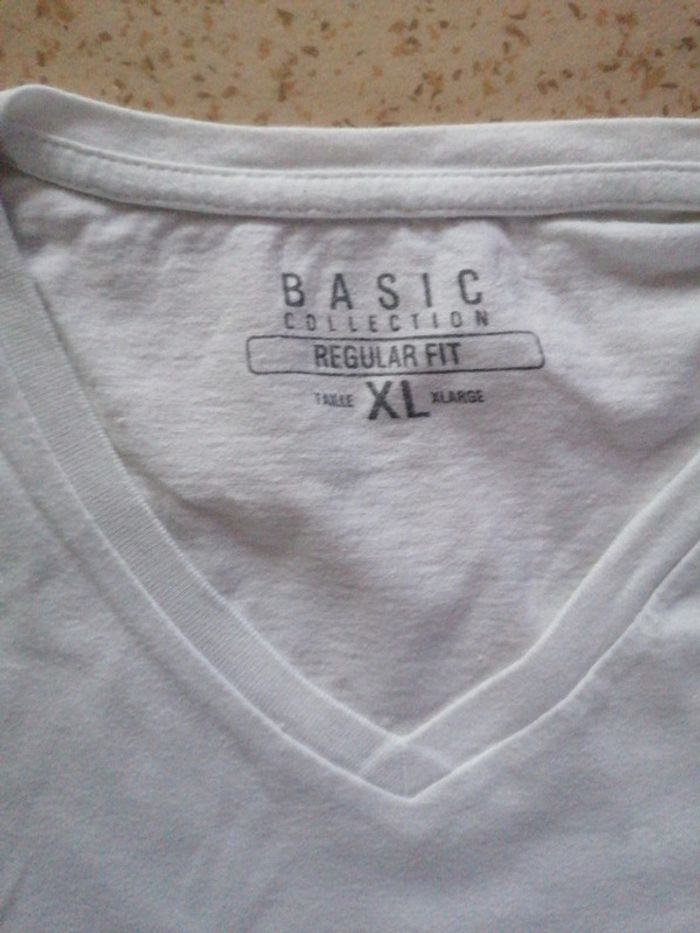 BASIC
COLLECTION
REGULAR FIT
TAILLE XL XLARGE